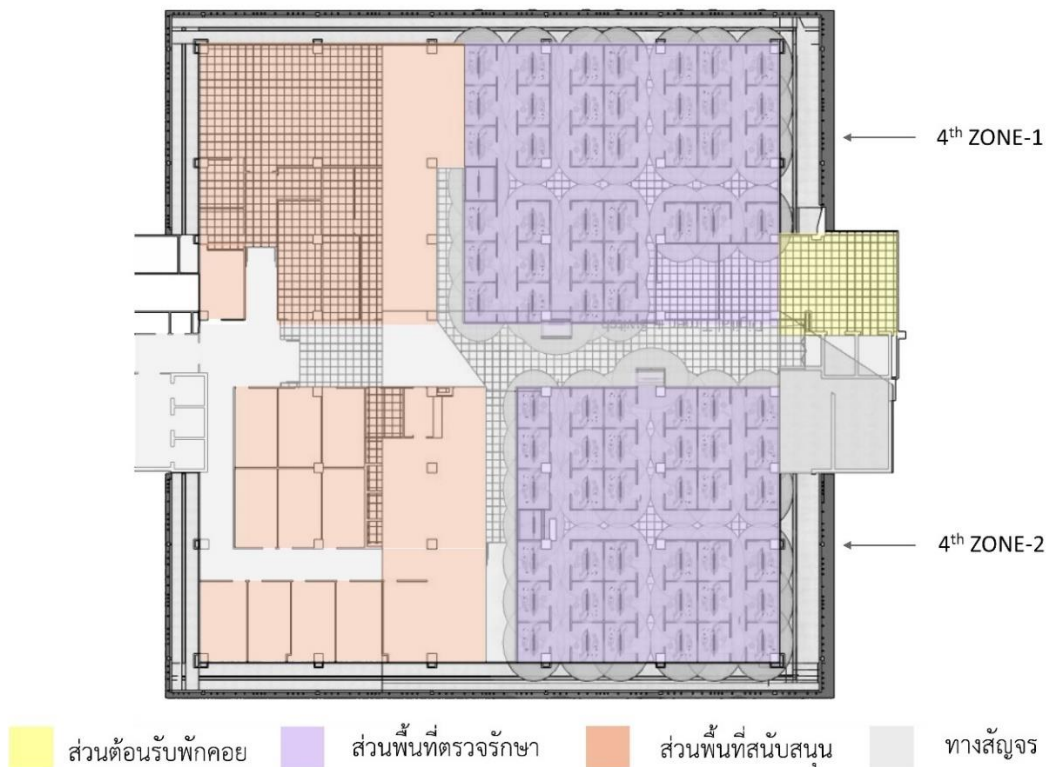 4th ZONE-1
4th ZONE-2
ส่วนต้อนรับพักคอย
ส่วนพื้นที่ตรวจรักษา
ส่วนพื้นที่สนับสนุน
ทางสัญจร